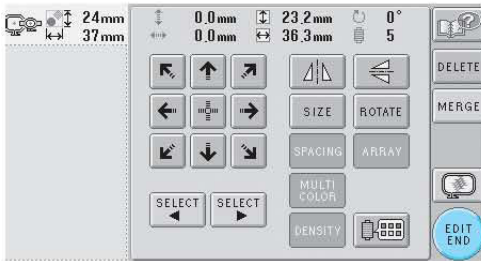 24mm
37mm
0.0mm 23.2mm 0°
0.0mm 36.3mm 5
DELETE
MERGE
SIZE ROTATE
SPACING ARRAY
MULTI
COLOR
SELECT SELECT
DENSITY
EDIT
END